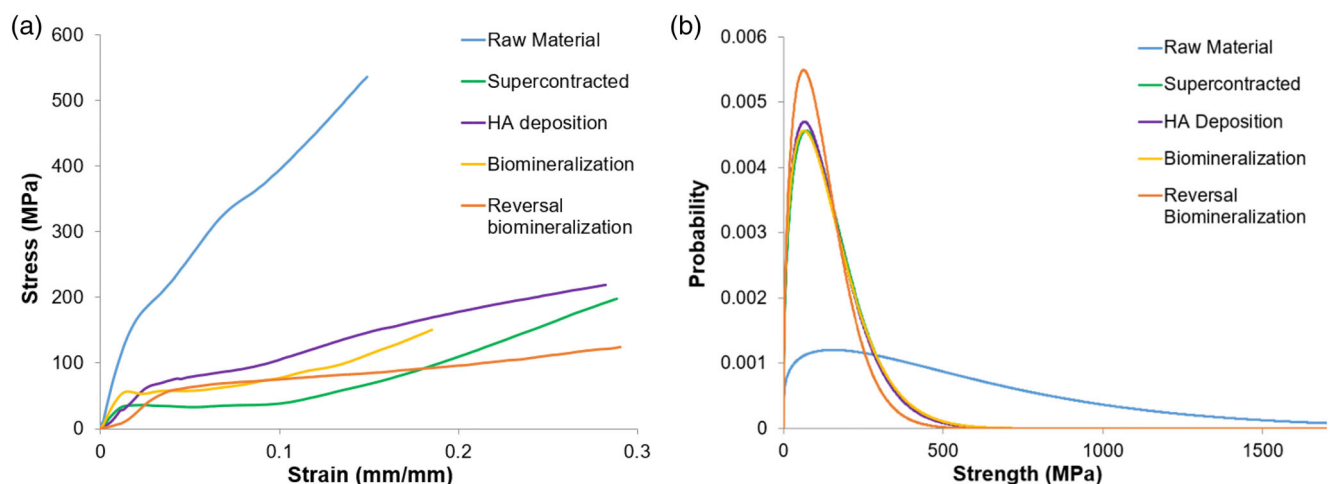 (a)
600
500
400
300
200
100
0
0
0.1
0.2
0.3
Stress (MPa)
Strain (mm/mm)
Raw Material
Supercontracted
HA deposition
Biomineralization
Reversal
biomineralization
(b)
0.006
0.005
0.004
0.003
0.002
0.001
0
0
500
1000
1500
Probability
Strength (MPa)
Raw Material
Supercontracted
HA Deposition
Biomineralization
Reversal
Biomineralization